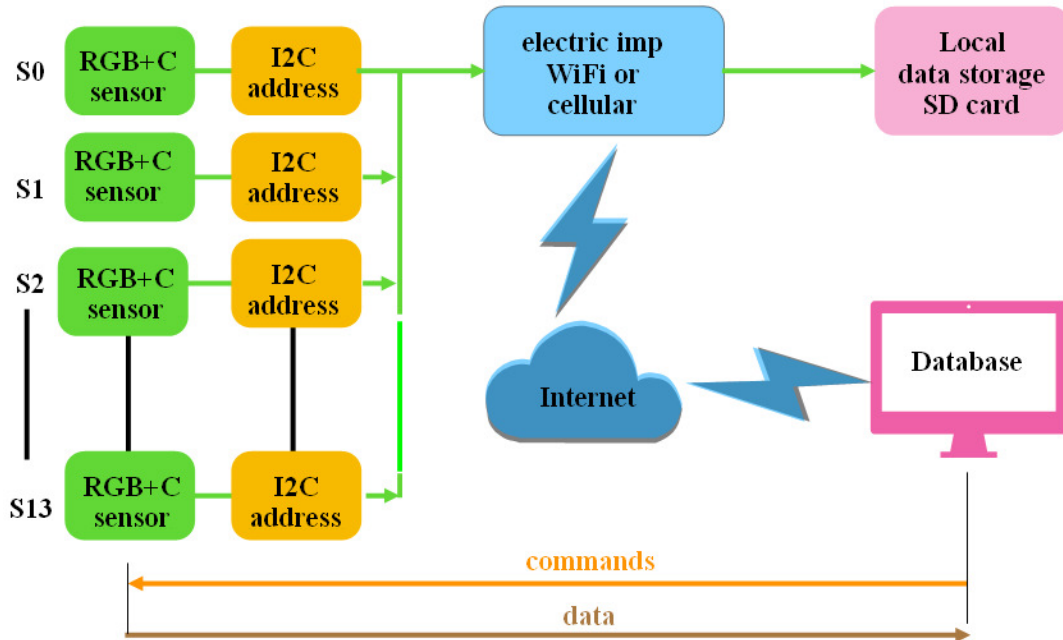 S0
RGB+C
sensor
I2C
address
electric imp
WiFi or
cellular
Local
data storage
SD card
S1
RGB+C
sensor
I2C
address
S2
RGB+C
sensor
I2C
address
Internet
Database
S13
RGB+C
sensor
I2C
address
commands
data